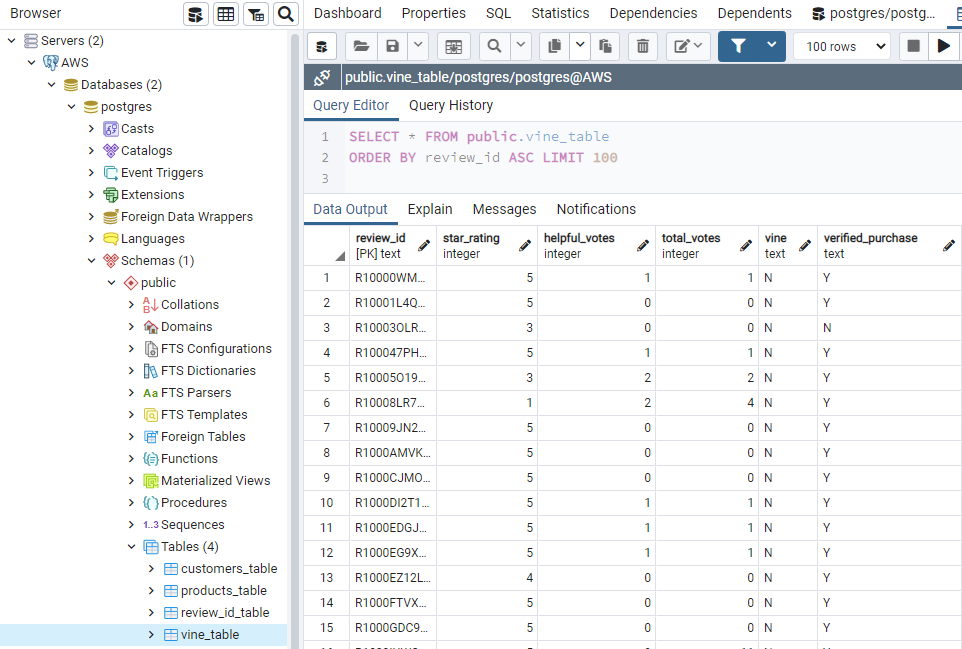 Browser
Dashboard Properties SQL Statistics Dependencies Dependents postgres/postg...
Servers (2)
AWS
Databases (2)
postgres
Casts
Catalogs
Event Triggers
Extensions
Foreign Data Wrappers
Languages
Schemas (1)
public
Collations
Domains
FTS Configurations
FTS Dictionaries
Aa FTS Parsers
FTS Templates
Foreign Tables
Functions
Materialized Views
Procedures
1..3 Sequences
Tables (4)
customers_table
products_table
review_id_table
vine_table
100 rows
public.vine_table/postgres/postgres@AWS
Query Editor Query History
1 SELECT * FROM public.vine_table
2 ORDER BY review_id ASC LIMIT 100
3
Data Output Explain Messages Notifications
review_id star_rating helpful_votes total_votes vine verified_purchase
[PK] text integer integer integer text text
1 R10000WM... 5 1 1 N Y
2 R10001L4Q... 5 0 0 N Y
3 R10003OLR... 3 0 0 N N
4 R100047PH... 5 1 1 N Y
5 R10005O19... 3 2 2 N Y
6 R10008LR7... 1 2 4 N Y
7 R10009JN2... 5 0 0 N Y
8 R1000AMVK... 5 0 0 N Y
9 R1000CJMO... 5 0 0 N Y
10 R1000DI2T1... 5 1 1 N Y
11 R1000EDGJ... 5 1 1 N Y
12 R1000EG9X... 5 1 1 N Y
13 R1000EZ12L... 4 0 0 N Y
14 R1000FTVX... 5 0 0 N Y
15 R1000GDC9... 5 0 0 N Y